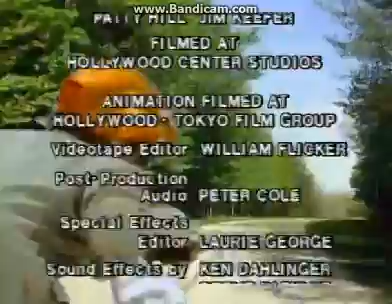 www.Bandicam.com
PATTY HILL JIM KEEPER
FILMED AT
HOLLYWOOD CENTER STUDIOS
ANIMATION FILMED AT
HOLLYWOOD - TOKYO FILM GROUP
Videotape Editor WILLIAM FLICKER
Post-Production
Audio PETER COLE
Special Effects
Editor LAURIE GEORGE
Sound Effects by KEN DAHLINGER